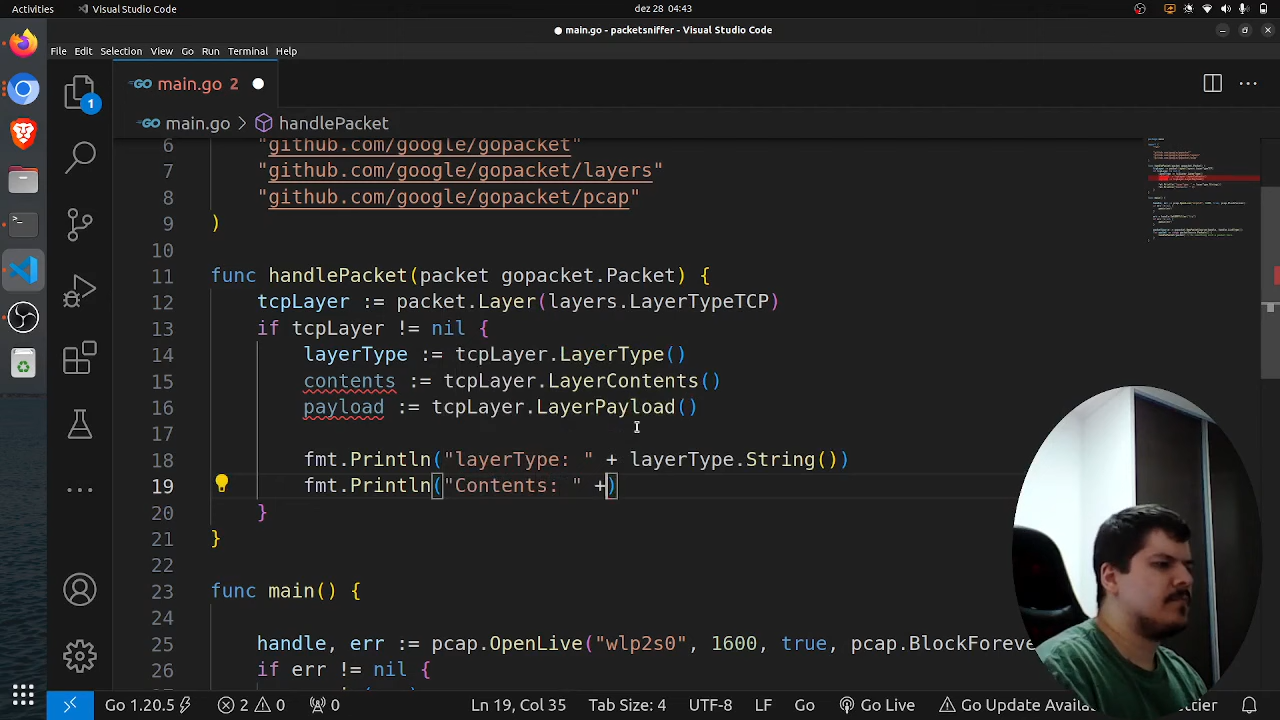 Activities
Visual Studio Code
dez 28 04:43
main.go - packetsniffer - Visual Studio Code
File Edit Selection View Go Run Terminal Help
GO main.go 2
GO main.go > handlePacket
1
6 "github.com/google/gopacket"
7 "github.com/google/gopacket/layers"
8 "github.com/google/gopacket/pcap"
9 )
10
11 func handlePacket(packet gopacket.Packet) {
12 tcpLayer := packet.Layer(layers.LayerTypeTCP)
13 if tcpLayer != nil {
14 layerType := tcpLayer.LayerType()
15 contents := tcpLayer.LayerContents()
16 payload := tcpLayer.LayerPayload()
17
18 fmt.Println("layerType: " + layerType.String())
19 fmt.Println("Contents: " +)
20 }
21 }
22
23 func main() {
24
25 handle, err := pcap.OpenLive("wlp2s0", 1600, true, pcap.BlockForeve
26 if err != nil {
Go 1.20.5 2 0 0 Ln 19, Col 35 Tab Size: 4 UTF-8 LF Go Go Live Go Update Availa